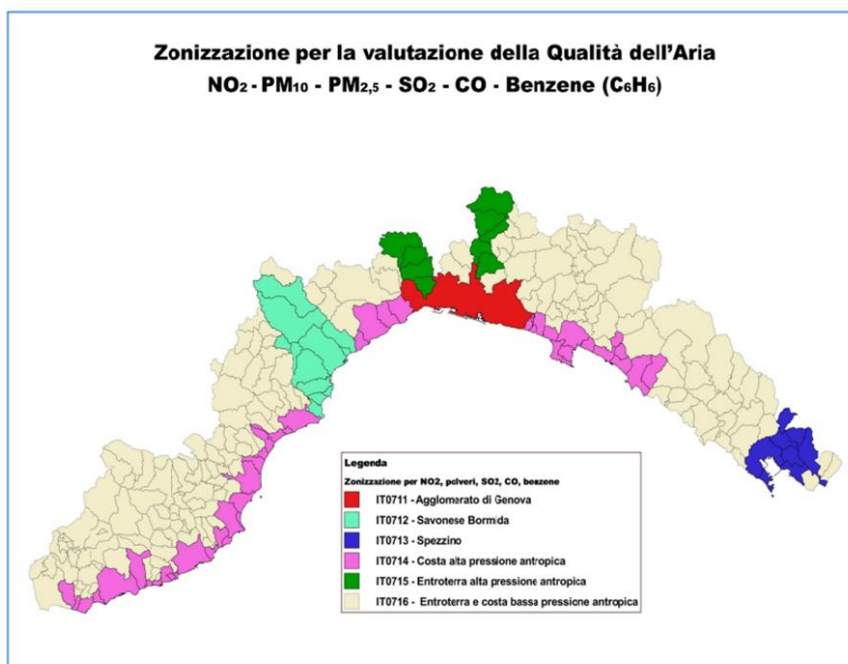 Zonizzazione per la valutazione della Qualità dell'Aria
NO2 - PM10 - PM2,5 - SO2 - CO - Benzene (C6H6)
Legenda
Zonizzazione per NO2, polveri, SO2, CO, benzene
IT0711 - Agglomerato di Genova
IT0712 - Savonese Bormida
IT0713 - Spezzino
IT0714 - Costa alta pressione antropica
IT0715 - Entroterra alta pressione antropica
IT0716 - Entroterra e costa bassa pressione antropica